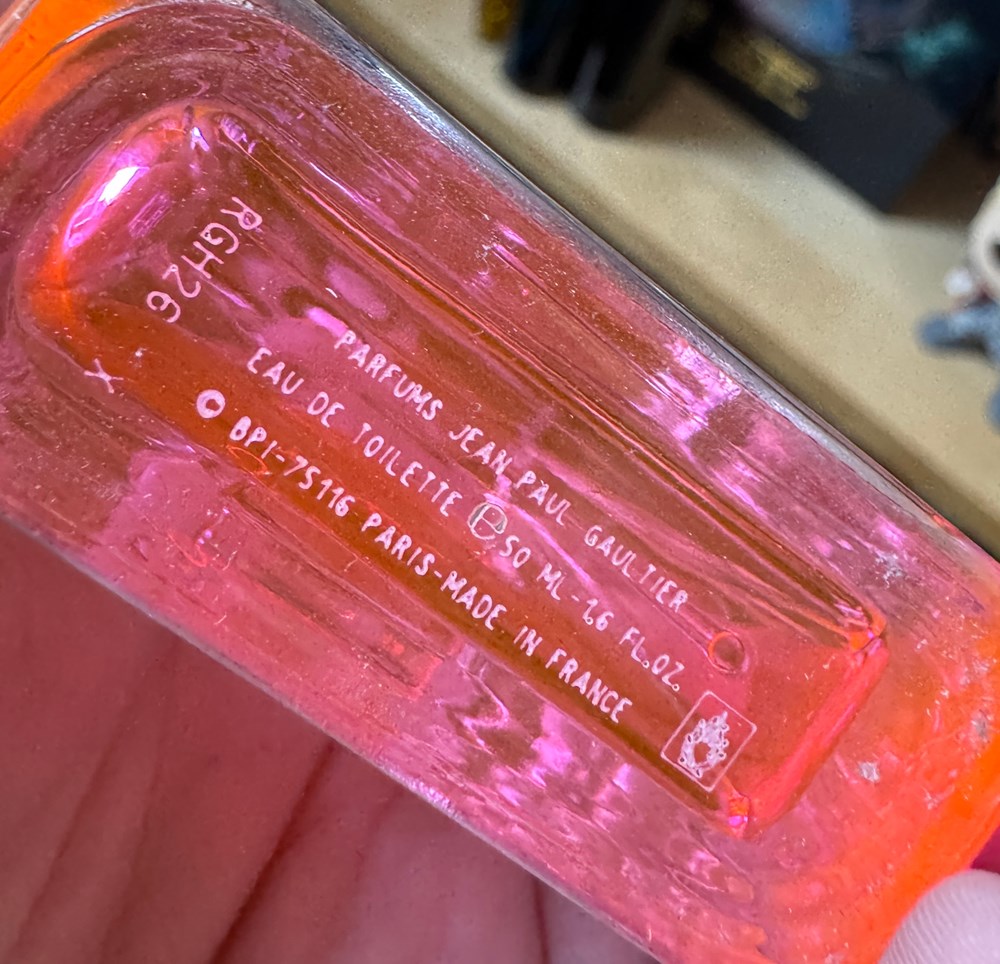 RGH26
PARFUMS JEAN PAUL GAULTIER
EAU DE TOILETTE ℮ 50 ML-1,6 FL.OZ.
© BPI-75116 PARIS-MADE IN FRANCE